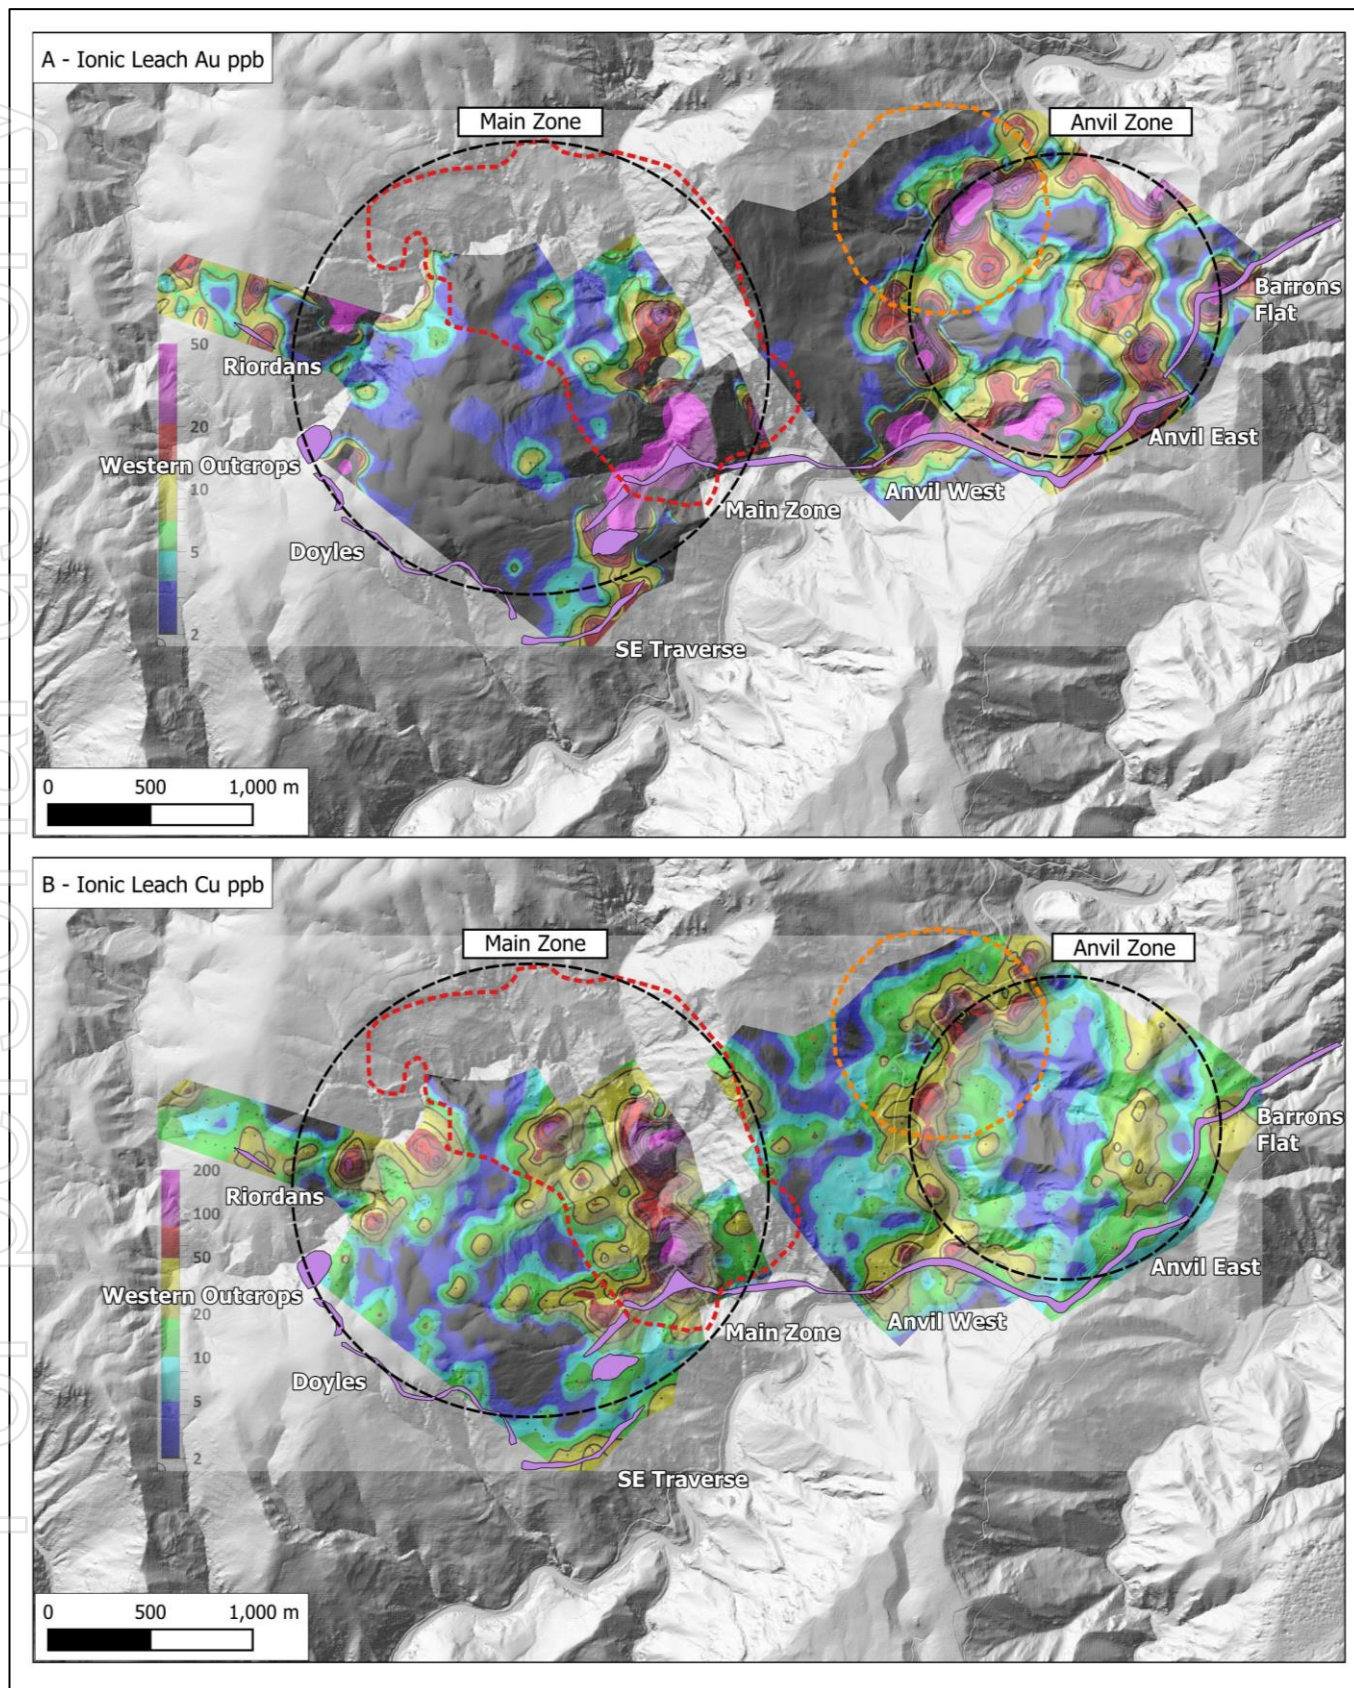 A - Ionic Leach Au ppb
Main Zone
Anvil Zone
Barrons
Flat
Riordans
50
20
10
5
2
Western Outcrops
Anvil East
Anvil West
Main Zone
Doyles
SE Traverse
0 500 1,000 m
B - Ionic Leach Cu ppb
Main Zone
Anvil Zone
Barrons
Flat
Riordans
200
100
50
20
10
5
2
Western Outcrops
Anvil East
Anvil West
Main Zone
Doyles
SE Traverse
0 500 1,000 m